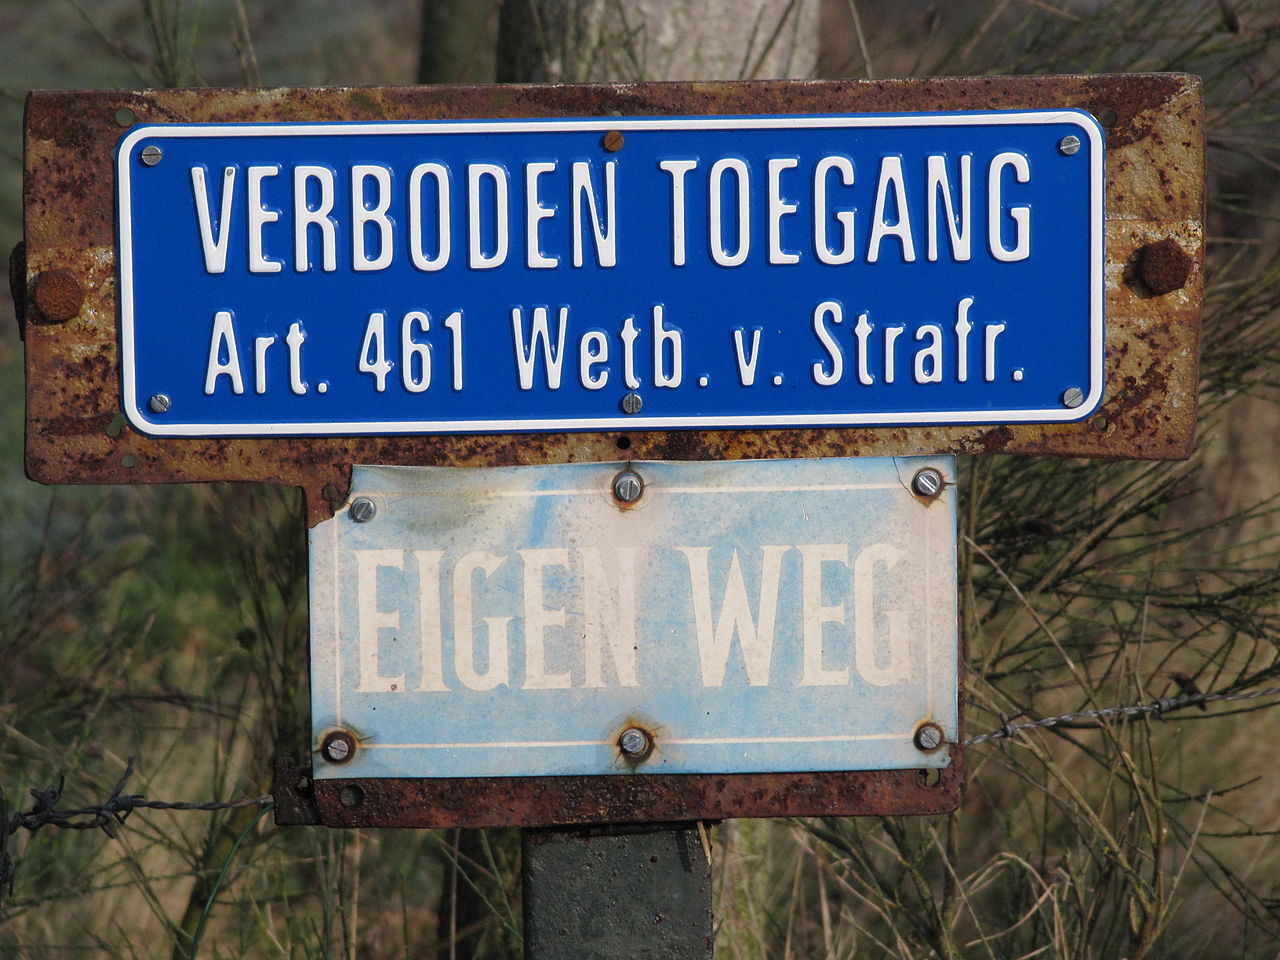 VERBODEN TOEGANG
Art. 461 Wetb. v. Strafr.
EIGEN WEG